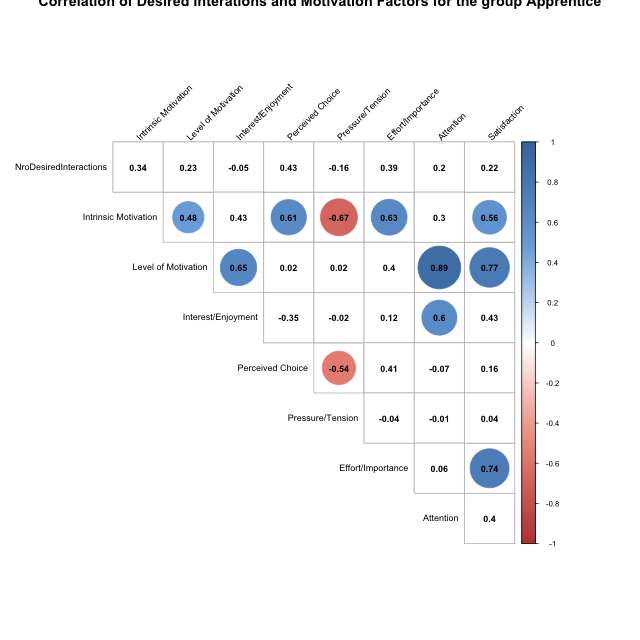 Correlation of Desired Interations and Motivation Factors for the group Apprentice
Intrinsic Motivation
Level of Motivation
Interest/Enjoyment
Perceived Choice
Pressure/Tension
Effort/Importance
Attention
Satisfaction
NroDesiredInteractions 0.34 0.23 -0.05 0.43 -0.16 0.39 0.2 0.22
Intrinsic Motivation 0.48 0.43 0.61 -0.67 0.63 0.3 0.56
Level of Motivation 0.65 0.02 0.02 0.4 0.89 0.77
Interest/Enjoyment -0.35 -0.02 0.12 0.6 0.43
Perceived Choice -0.54 0.41 -0.07 0.16
Pressure/Tension -0.04 -0.01 0.04
Effort/Importance 0.06 0.74
Attention 0.4
1
0.8
0.6
0.4
0.2
0
-0.2
-0.4
-0.6
-0.8
-1